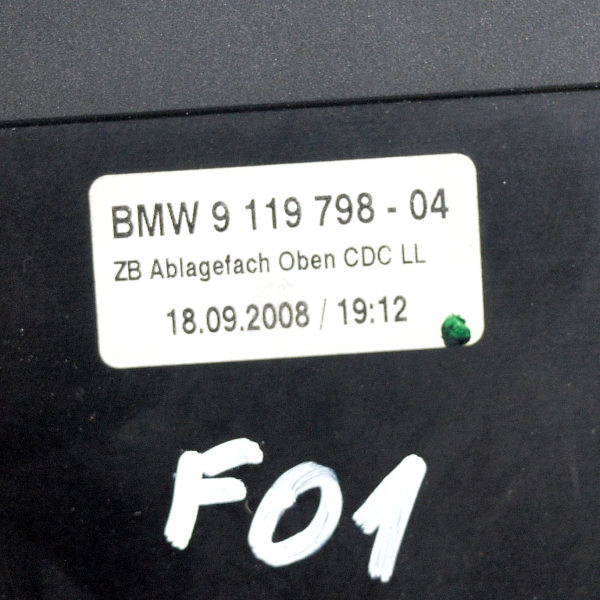 BMW 9 119 798 - 04
ZB Ablagefach Oben CDC LL
18.09.2008 / 19:12
F01